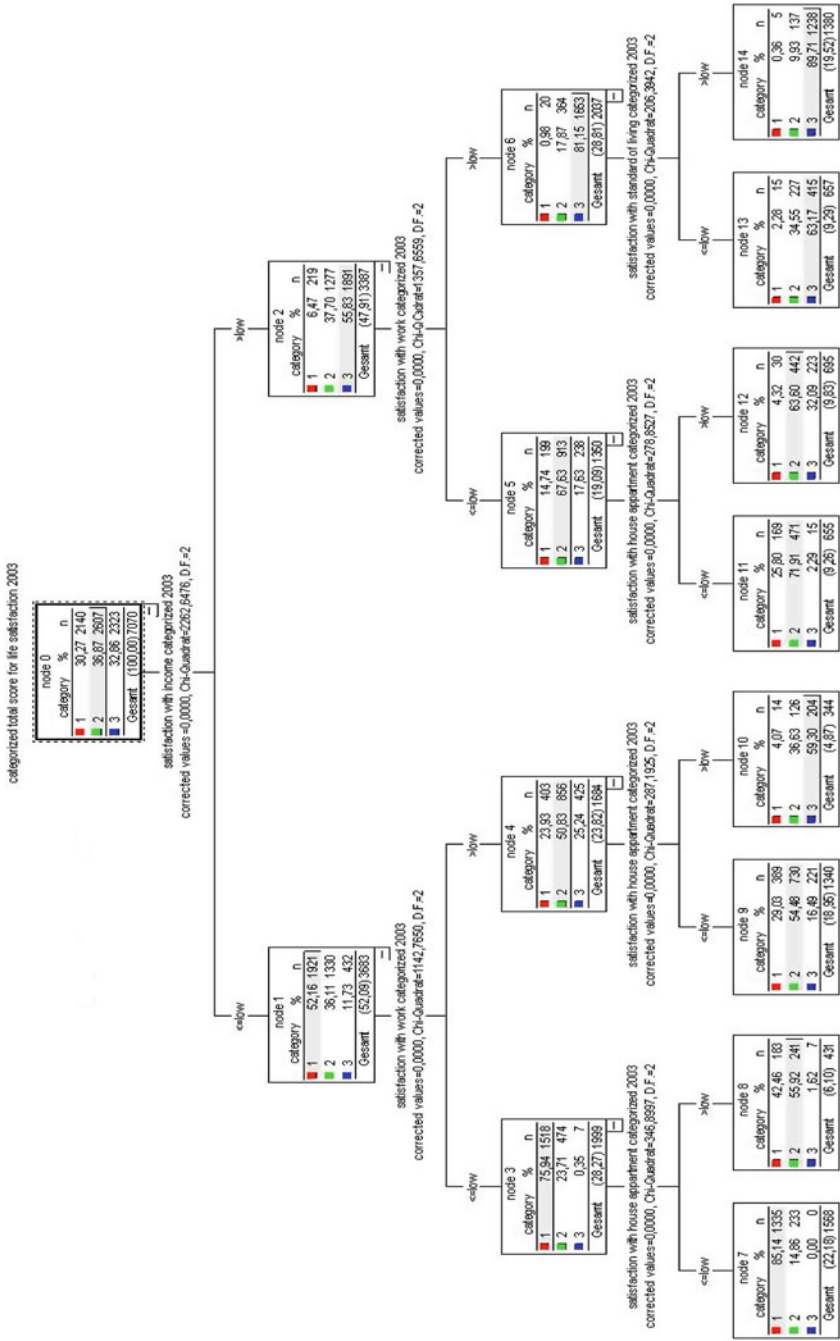 categorized total score for life satisfaction 2003
node 0
category % n
1 30,27 2140
2 36,87 2607
3 32,86 2323
Gesamt (100,00) 7070
satisfaction with income categorized 2003
corrected values=0,0000, Chi-Quadrat=2262,6476, D.F.=2
<=low
>low
node 1
category % n
1 52,16 1921
2 36,11 1330
3 11,73 432
Gesamt (52,09) 3683
satisfaction with work categorized 2003
corrected values=0,0000, Chi-Quadrat=1142,7650, D.F.=2
node 2
category % n
1 6,47 219
2 37,70 1277
3 55,83 1891
Gesamt (47,91) 3387
satisfaction with work categorized 2003
corrected values=0,0000, Chi-QCadrat=1357,6559, D.F.=2
<=low
>low
<=low
>low
node 3
category % n
1 75,94 1518
2 23,71 474
3 0,35 7
Gesamt (28,27) 1999
satisfaction with house appartment categorized 2003
corrected values=0,0000, Chi-Quadrat=346,8997, D.F.=2
node 4
category % n
1 23,93 403
2 50,83 856
3 25,24 425
Gesamt (23,82) 1684
satisfaction with house appartment categorized 2003
corrected values=0,0000, Chi-Quadrat=287,1925, D.F.=2
node 5
category % n
1 14,74 199
2 67,63 913
3 17,63 238
Gesamt (19,09) 1350
satisfaction with house appartment categorized 2003
corrected values=0,0000, Chi-Quadrat=278,8527, D.F.=2
node 6
category % n
1 0,98 20
2 17,87 364
3 81,15 1653
Gesamt (28,81) 2037
satisfaction with standard of living categorized 2003
corrected values=0,0000, Chi-Quadrat=206,3942, D.F.=2
<=low
>low
<=low
>low
<=low
>low
<=low
>low
node 7
category % n
1 85,14 1335
2 14,86 233
3 0,00 0
Gesamt (22,18) 1568
node 8
category % n
1 42,46 183
2 55,92 241
3 1,62 7
Gesamt (6,10) 431
node 9
category % n
1 29,03 389
2 54,48 730
3 16,49 221
Gesamt (18,95) 1340
node 10
category % n
1 4,07 14
2 36,63 126
3 59,30 204
Gesamt (4,87) 344
node 11
category % n
1 25,80 169
2 71,91 471
3 2,29 15
Gesamt (9,26) 655
node 12
category % n
1 4,32 30
2 63,60 442
3 32,09 223
Gesamt (9,83) 695
node 13
category % n
1 2,28 15
2 34,55 227
3 63,17 415
Gesamt (9,29) 657
node 14
category % n
1 0,36 5
2 9,93 137
3 89,71 1238
Gesamt (19,52) 1380